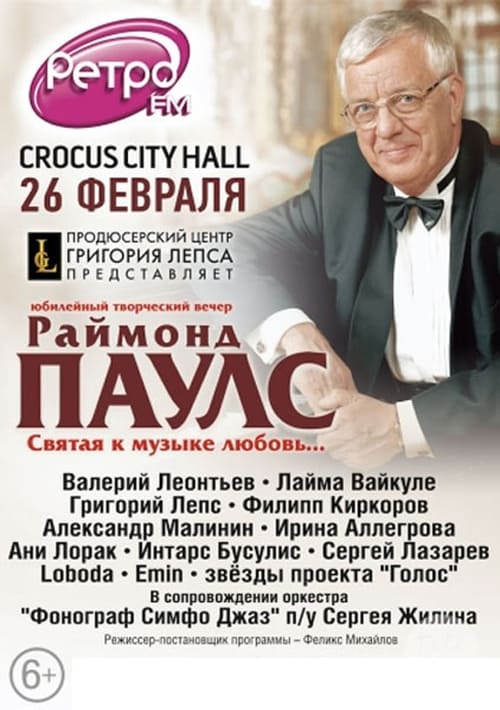 Ретро
FM
CROCUS CITY HALL
26 ФЕВРАЛЯ
LG
ПРОДЮСЕРСКИЙ ЦЕНТР
ГРИГОРИЯ ЛЕПСА
ПРЕДСТАВЛЯЕТ
юбилейный творческий вечер
Раймонд
ПАУЛС
Святая к музыке любовь...
Валерий Леонтьев • Лайма Вайкуле
Григорий Лепс • Филипп Киркоров
Александр Малинин • Ирина Аллегрова
Ани Лорак • Интарс Бусулис • Сергей Лазарев
Loboda • Emin • звёзды проекта "Голос"
В сопровождении оркестра
"Фонограф Симфо Джаз" п/у Сергея Жилина
Режиссер-постановщик программы – Феликс Михайлов
6+